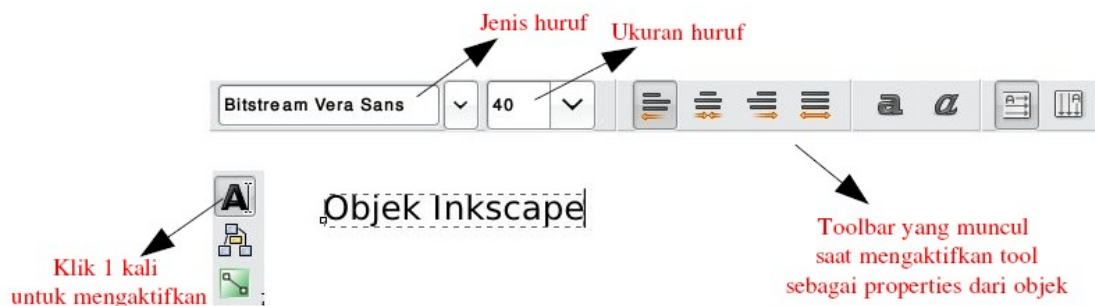 Jenis huruf
Ukuran huruf
Bitstream Vera Sans
40
Objek Inkscape
Klik 1 kali
untuk mengaktifkan
Toolbar yang muncul
saat mengaktifkan tool
sebagai properties dari objek